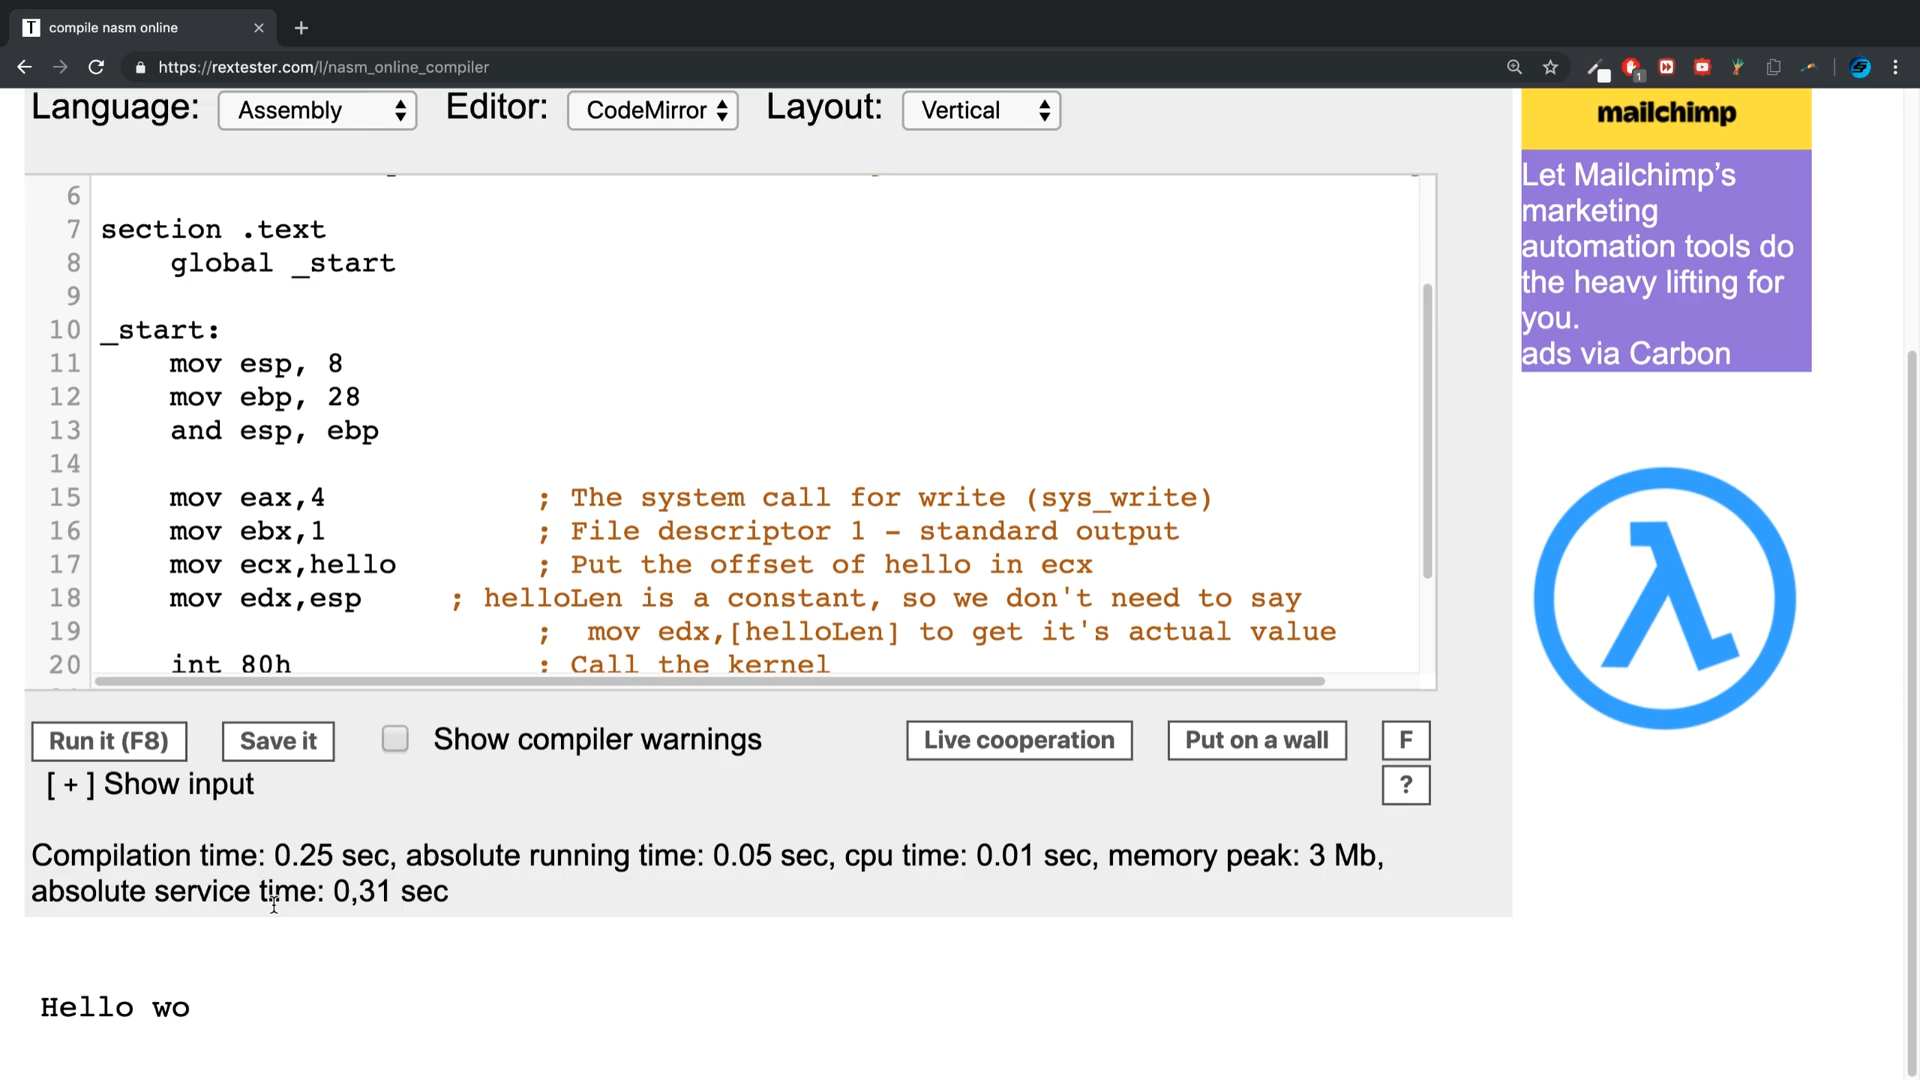 T compile nasm online
https://rextester.com/l/nasm_online_compiler
1
Language: Assembly Editor: CodeMirror Layout: Vertical
6
7 section .text
8 global _start
9
10 _start:
11 mov esp, 8
12 mov ebp, 28
13 and esp, ebp
14
15 mov eax,4 ; The system call for write (sys_write)
16 mov ebx,1 ; File descriptor 1 - standard output
17 mov ecx,hello ; Put the offset of hello in ecx
18 mov edx,esp ; helloLen is a constant, so we don't need to say
19 ; mov edx,[helloLen] to get it's actual value
20 int 80h ; Call the kernel
Run it (F8) Save it Show compiler warnings Live cooperation Put on a wall F
[ + ] Show input ?
Compilation time: 0.25 sec, absolute running time: 0.05 sec, cpu time: 0.01 sec, memory peak: 3 Mb,
absolute service time: 0,31 sec
Hello wo
mailchimp
Let Mailchimp’s
marketing
automation tools do
the heavy lifting for
you.
ads via Carbon